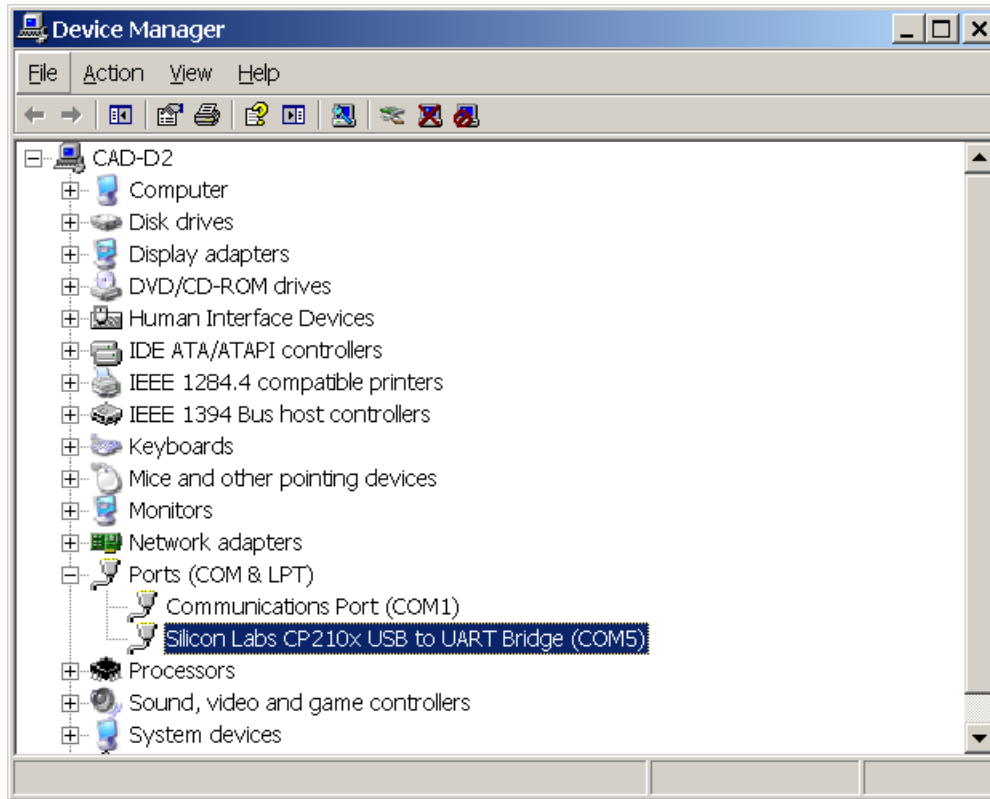 Device Manager
File Action View Help
CAD-D2
Computer
Disk drives
Display adapters
DVD/CD-ROM drives
Human Interface Devices
IDE ATA/ATAPI controllers
IEEE 1284.4 compatible printers
IEEE 1394 Bus host controllers
Keyboards
Mice and other pointing devices
Monitors
Network adapters
Ports (COM & LPT)
Communications Port (COM1)
Silicon Labs CP210x USB to UART Bridge (COM5)
Processors
Sound, video and game controllers
System devices